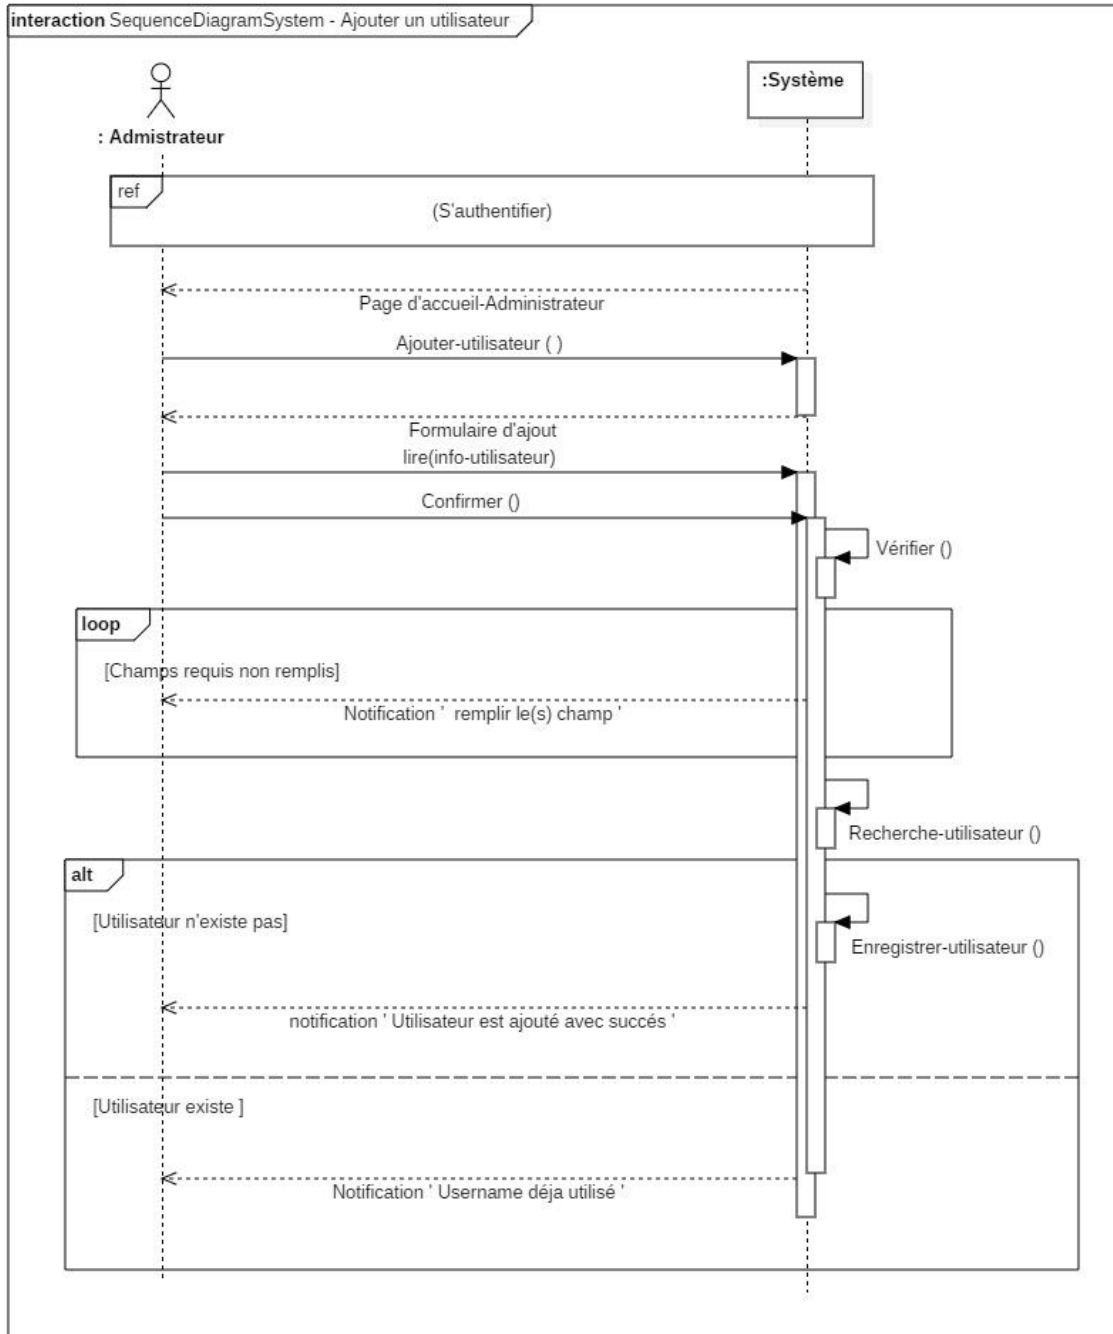 interaction SequenceDiagramSystem - Ajouter un utilisateur
:Système
: Admistrateur
ref
(S'authentifier)
Page d'accueil-Administrateur
Ajouter-utilisateur ( )
Formulaire d'ajout
lire(info-utilisateur)
Confirmer ()
Vérifier ()
loop
[Champs requis non remplis]
Notification ' remplir le(s) champ '
Recherche-utilisateur ()
alt
[Utilisateur n'existe pas]
Enregistrer-utilisateur ()
notification ' Utilisateur est ajouté avec succés '
[Utilisateur existe ]
Notification ' Username déja utilisé '